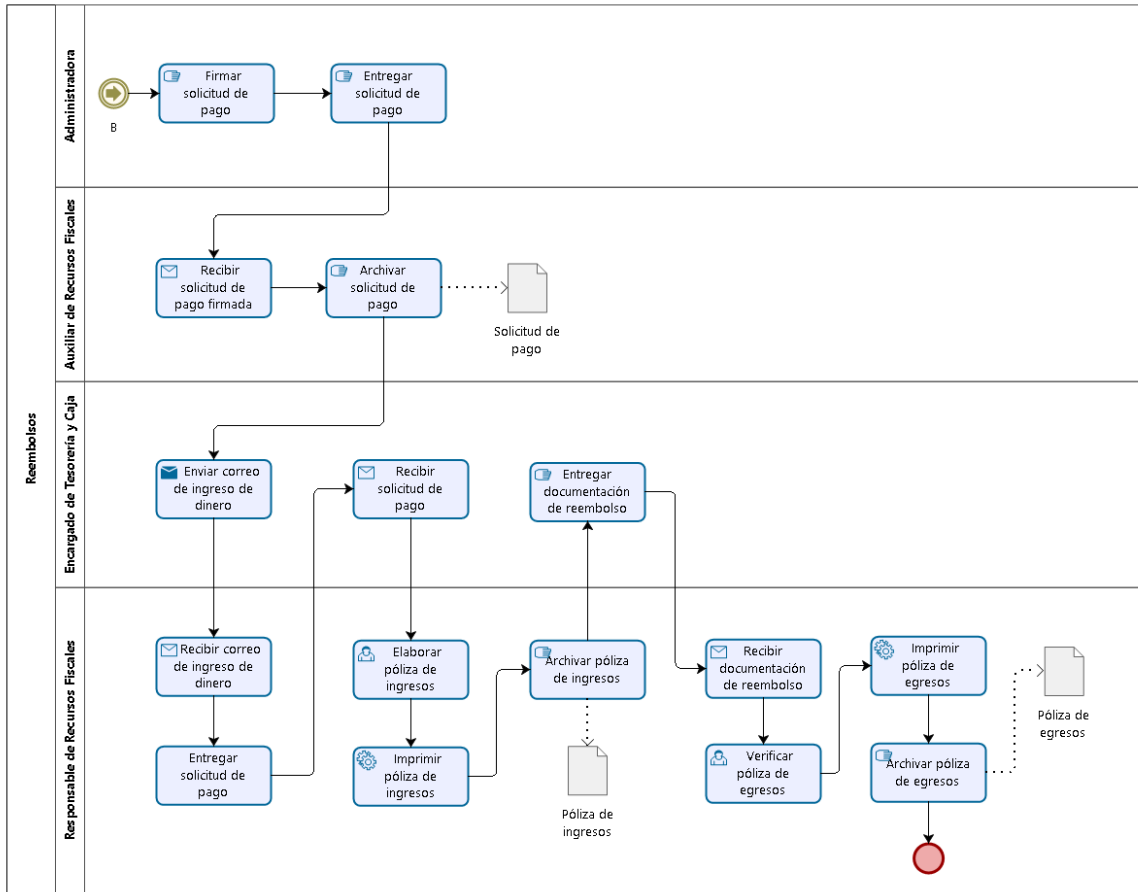 Reembolsos
Administradora
B
Firmar
solicitud de
pago
Entregar
solicitud de
pago
Auxiliar de Recursos Fiscales
Recibir
solicitud de
pago firmada
Archivar
solicitud de
pago
Solicitud de
pago
Encargado de Tesorería y Caja
Enviar correo
de ingreso de
dinero
Recibir
solicitud de
pago
Entregar
documentación
de reembolso
Responsable de Recurso Fiscales
Recibir correo
de ingreso de
dinero
Entregar
solicitud de
pago
Elaborar
póliza de
ingresos
Imprimir
póliza de
ingresos
Archivar póliza
de ingresos
Póliza de
ingresos
Recibir
documentación
de reembolso
Verificar
póliza de
egresos
Imprimir
póliza de
egresos
Archivar póliza
de egresos
Póliza de
egresos